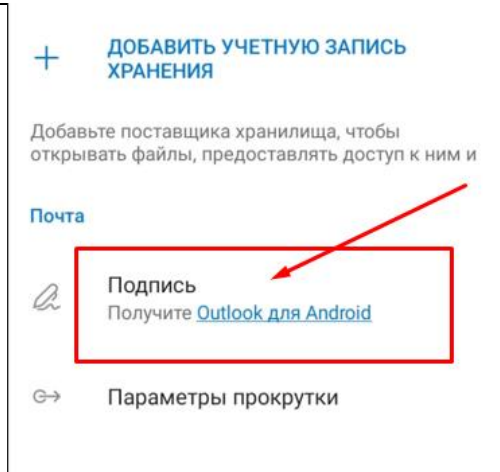 ДОБАВИТЬ УЧЕТНУЮ ЗАПИСЬ
ХРАНЕНИЯ
Добавьте поставщика хранилища, чтобы
открывать файлы, предоставлять доступ к ним и
Почта
Подпись
Получите Outlook для Android
Параметры прокрутки